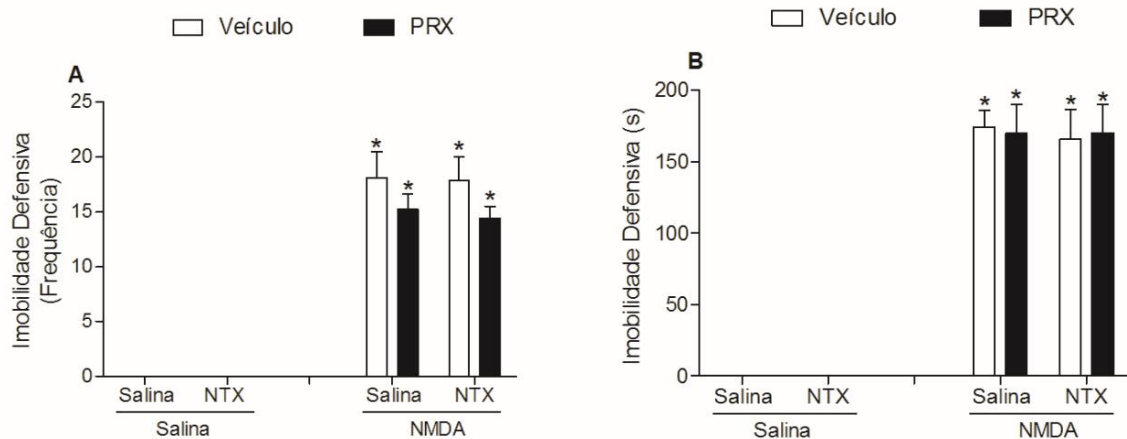 Veículo PRX
A
Imobilidade Defensiva
(Frequência)
25
20
15
10
5
0
* * * *
Salina NTX Salina NTX
Salina NMDA
Veículo PRX
B
Imobilidade Defensiva (s)
200
150
100
50
0
* * * *
Salina NTX Salina NTX
Salina NMDA